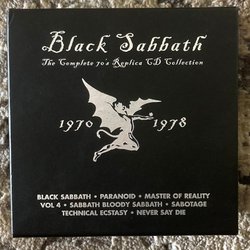 Black Sabbath
The Complete 70's Replica CD Collection
1970 1978
BLACK SABBATH • PARANOID • MASTER OF REALITY
VOL 4 • SABBATH BLOODY SABBATH • SABOTAGE
TECHNICAL ECSTASY • NEVER SAY DIE